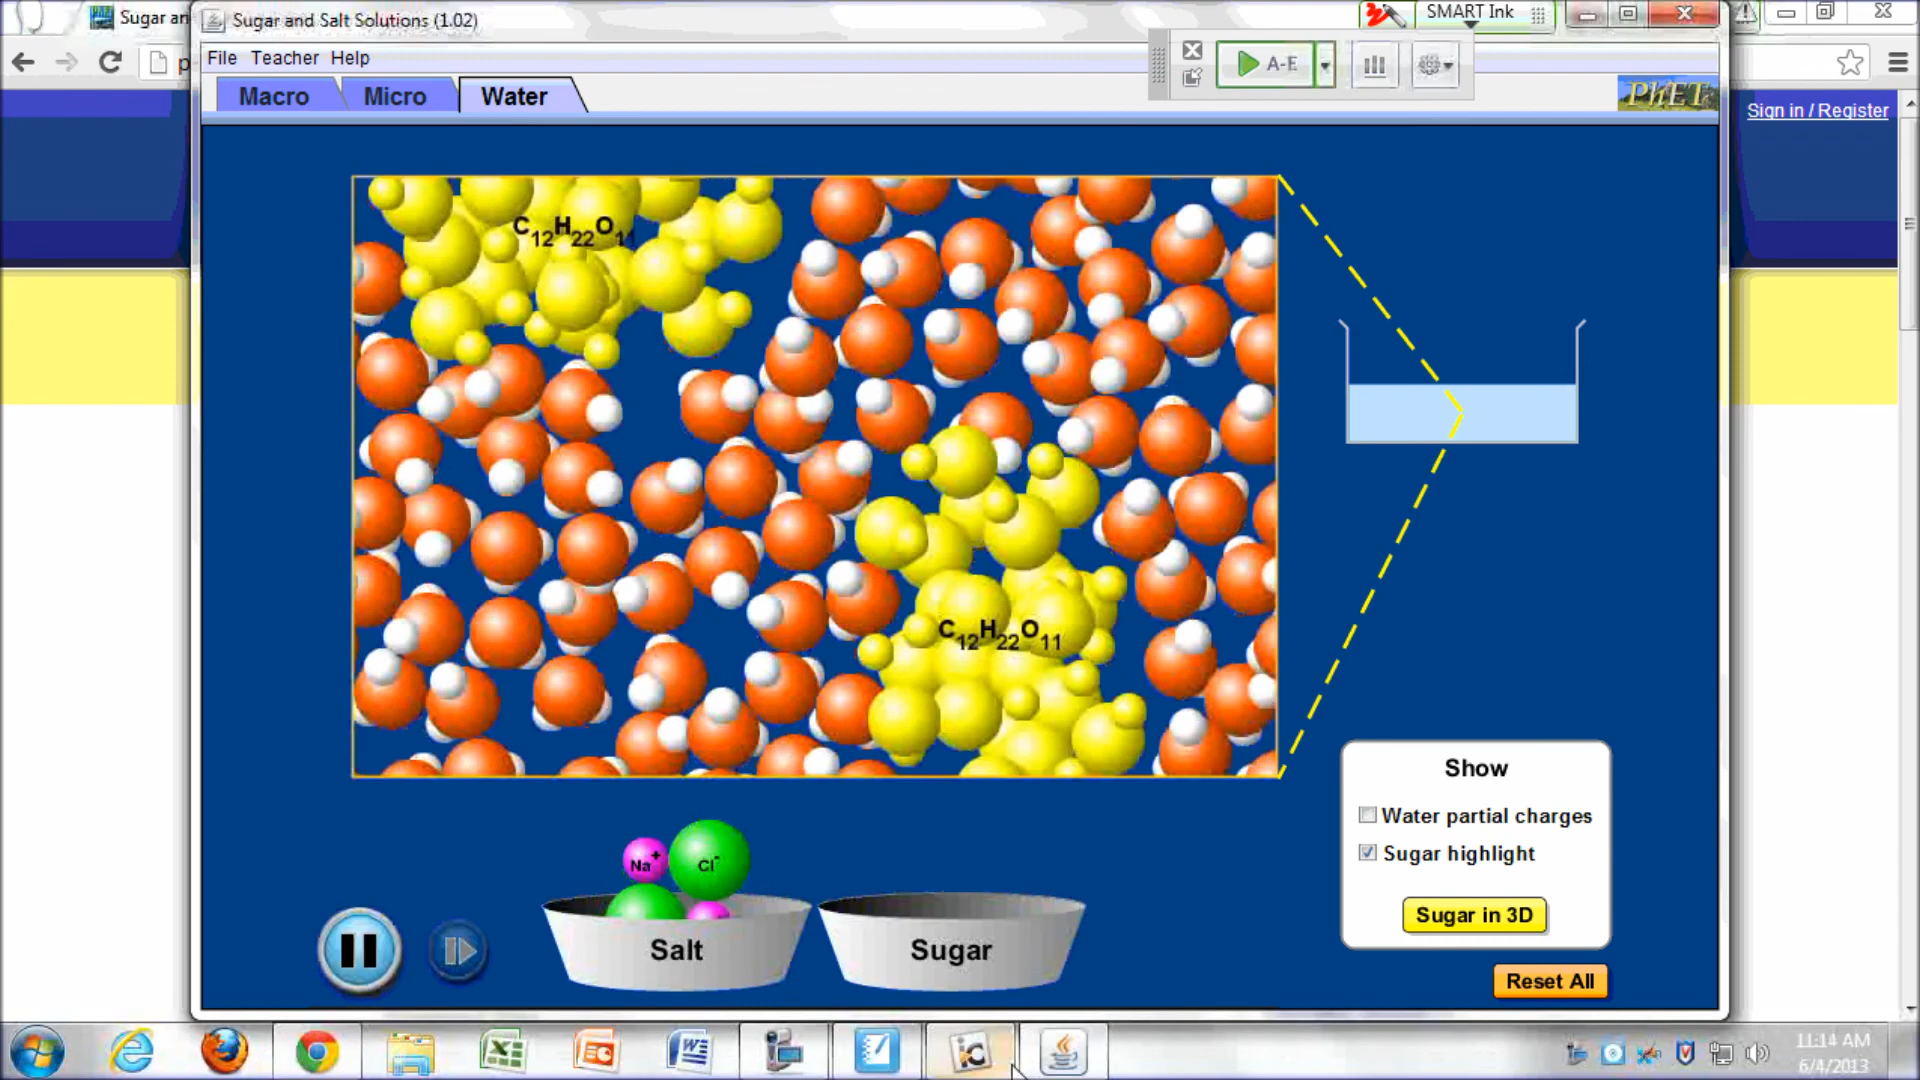 Sugar an
Sugar and Salt Solutions (1.02)
SMART Ink
File Teacher Help
A-E
Macro Micro Water
PhET
Sign in / Register
C12H22O11
C12H22O11
Show
Water partial charges
Sugar highlight
Sugar in 3D
Reset All
Na+ Cl-
Salt Sugar
11:14 AM
6/4/2013